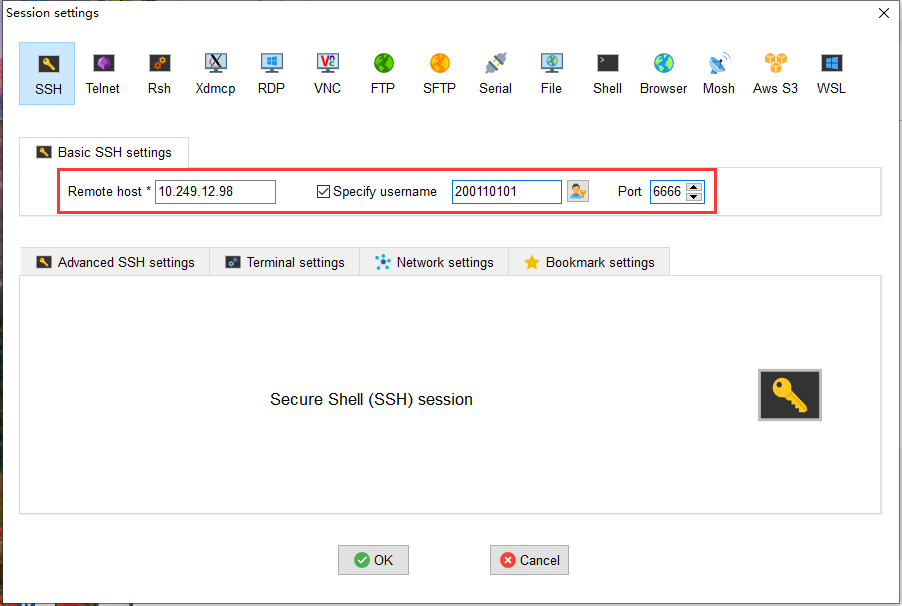 Session settings
SSH Telnet Rsh Xdmcp RDP VNC FTP SFTP Serial File Shell Browser Mosh Aws S3 WSL
Basic SSH settings
Remote host * 10.249.12.98 Specify username 200110101 Port 6666
Advanced SSH settings Terminal settings Network settings Bookmark settings
Secure Shell (SSH) session
OK Cancel